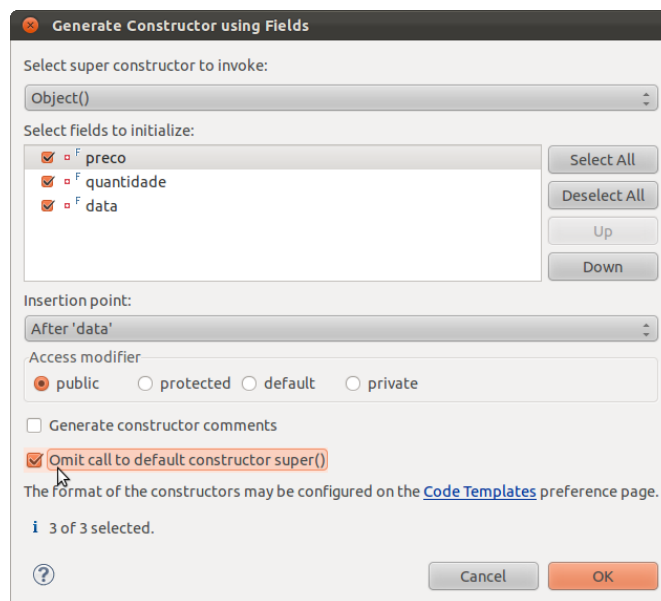 Generate Constructor using Fields
Select super constructor to invoke:
Object()
Select fields to initialize:
F preco
F quantidade
F data
Select All
Deselect All
Up
Down
Insertion point:
After 'data'
Access modifier
public protected default private
Generate constructor comments
Omit call to default constructor super()
The format of the constructors may be configured on the Code Templates preference page.
i 3 of 3 selected.
?
Cancel OK